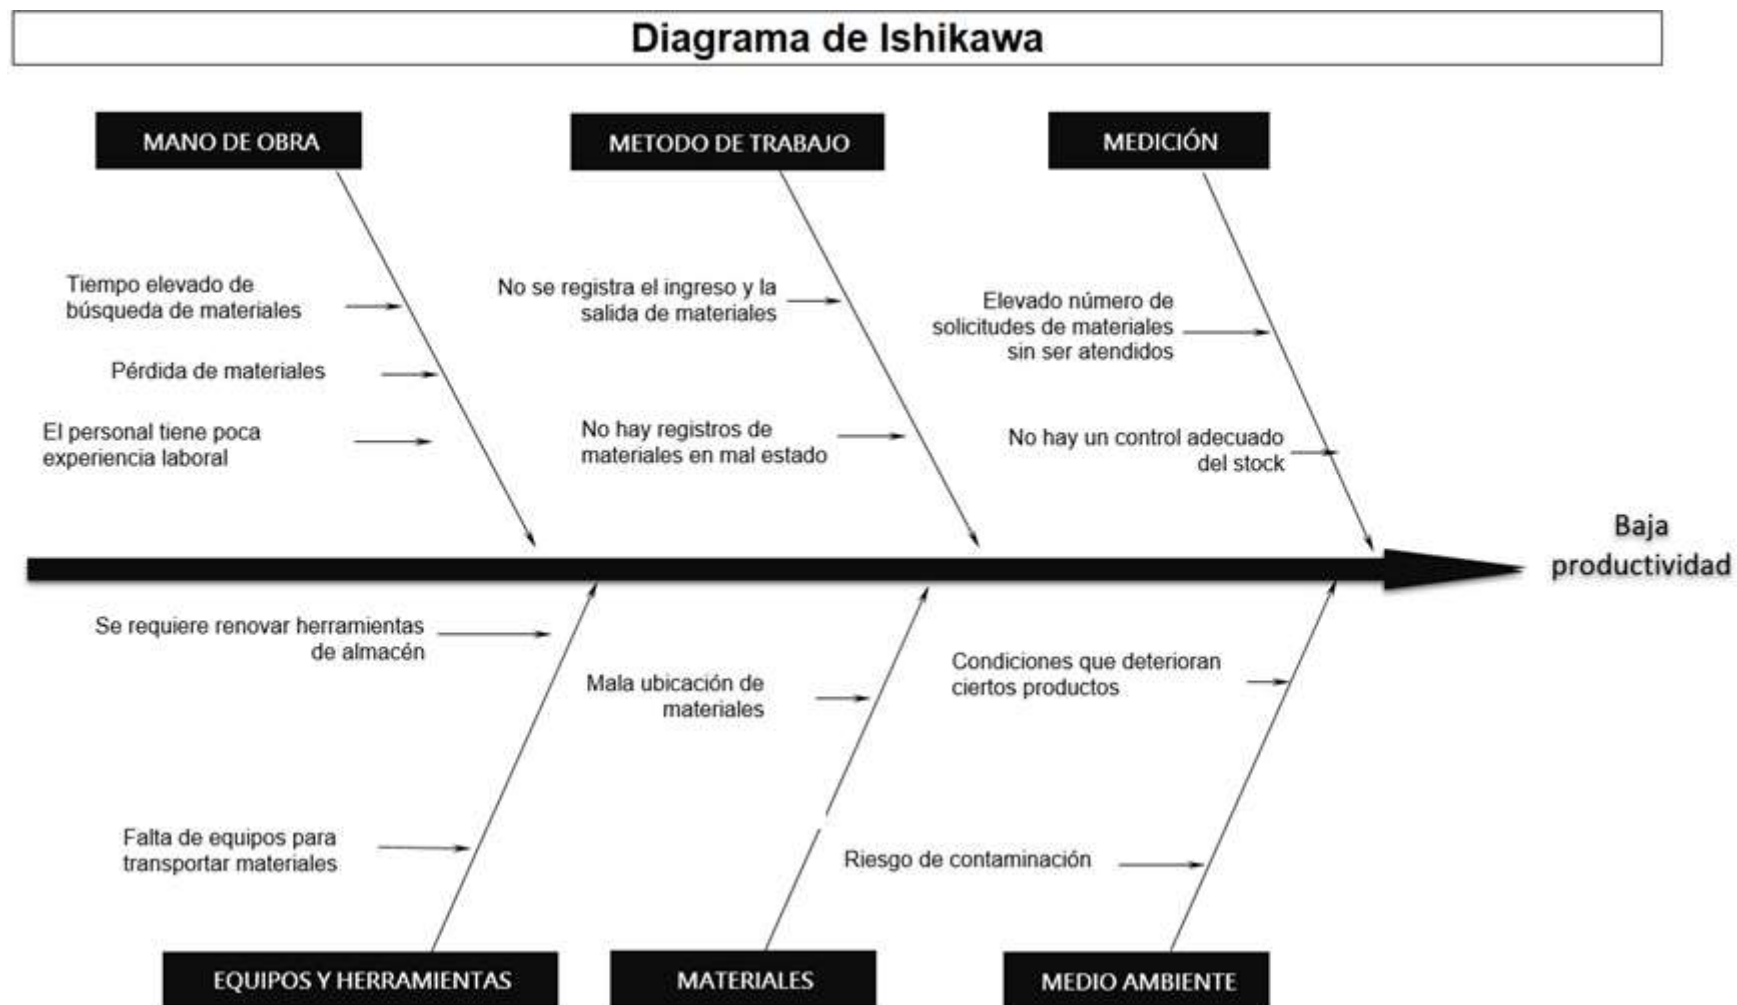 Diagrama de Ishikawa
MANO DE OBRA
METODO DE TRABAJO
MEDICIÓN
Tiempo elevado de
búsqueda de materiales
Pérdida de materiales
El personal tiene poca
experiencia laboral
No se registra el ingreso y la
salida de materiales
No hay registros de
materiales en mal estado
Elevado número de
solicitudes de materiales
sin ser atendidos
No hay un control adecuado
del stock
Baja
productividad
Se requiere renovar herramientas
de almacén
Falta de equipos para
transportar materiales
Mala ubicación de
materiales
Condiciones que deterioran
ciertos productos
Riesgo de contaminación
EQUIPOS Y HERRAMIENTAS
MATERIALES
MEDIO AMBIENTE